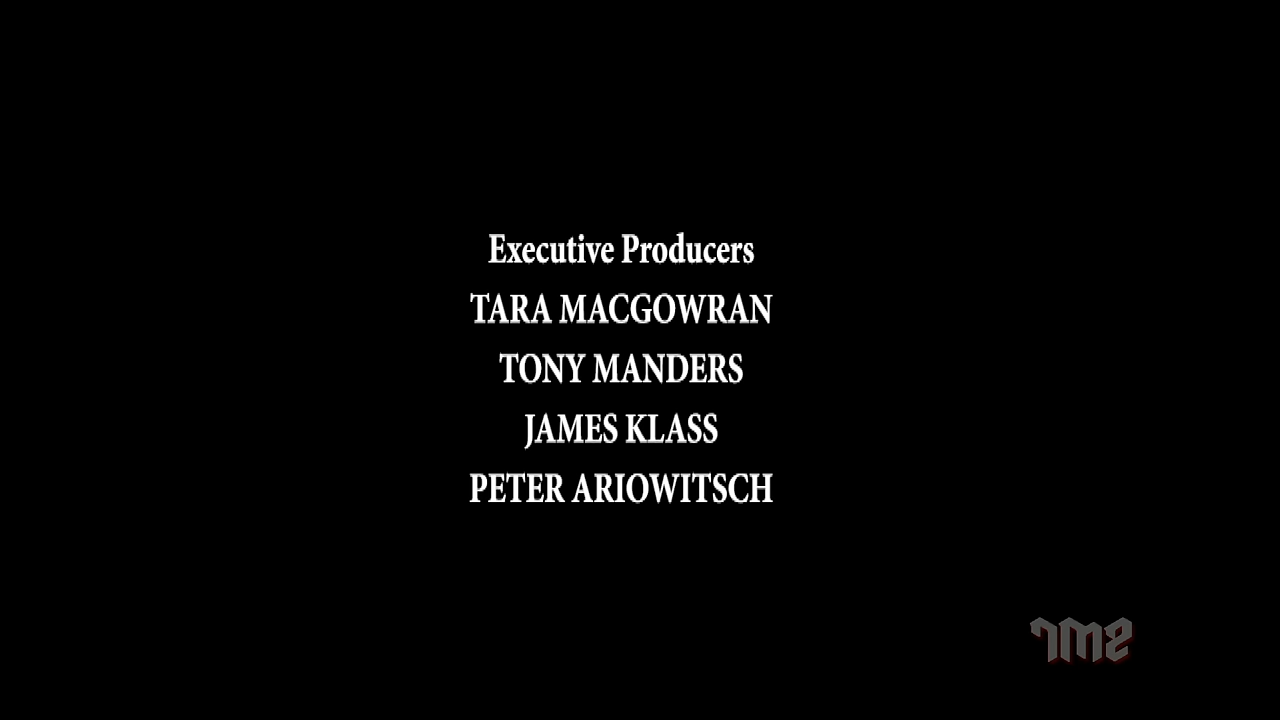 Executive Producers
TARA MACGOWRAN
TONY MANDERS
JAMES KLASS
PETER ARIOWITSCH